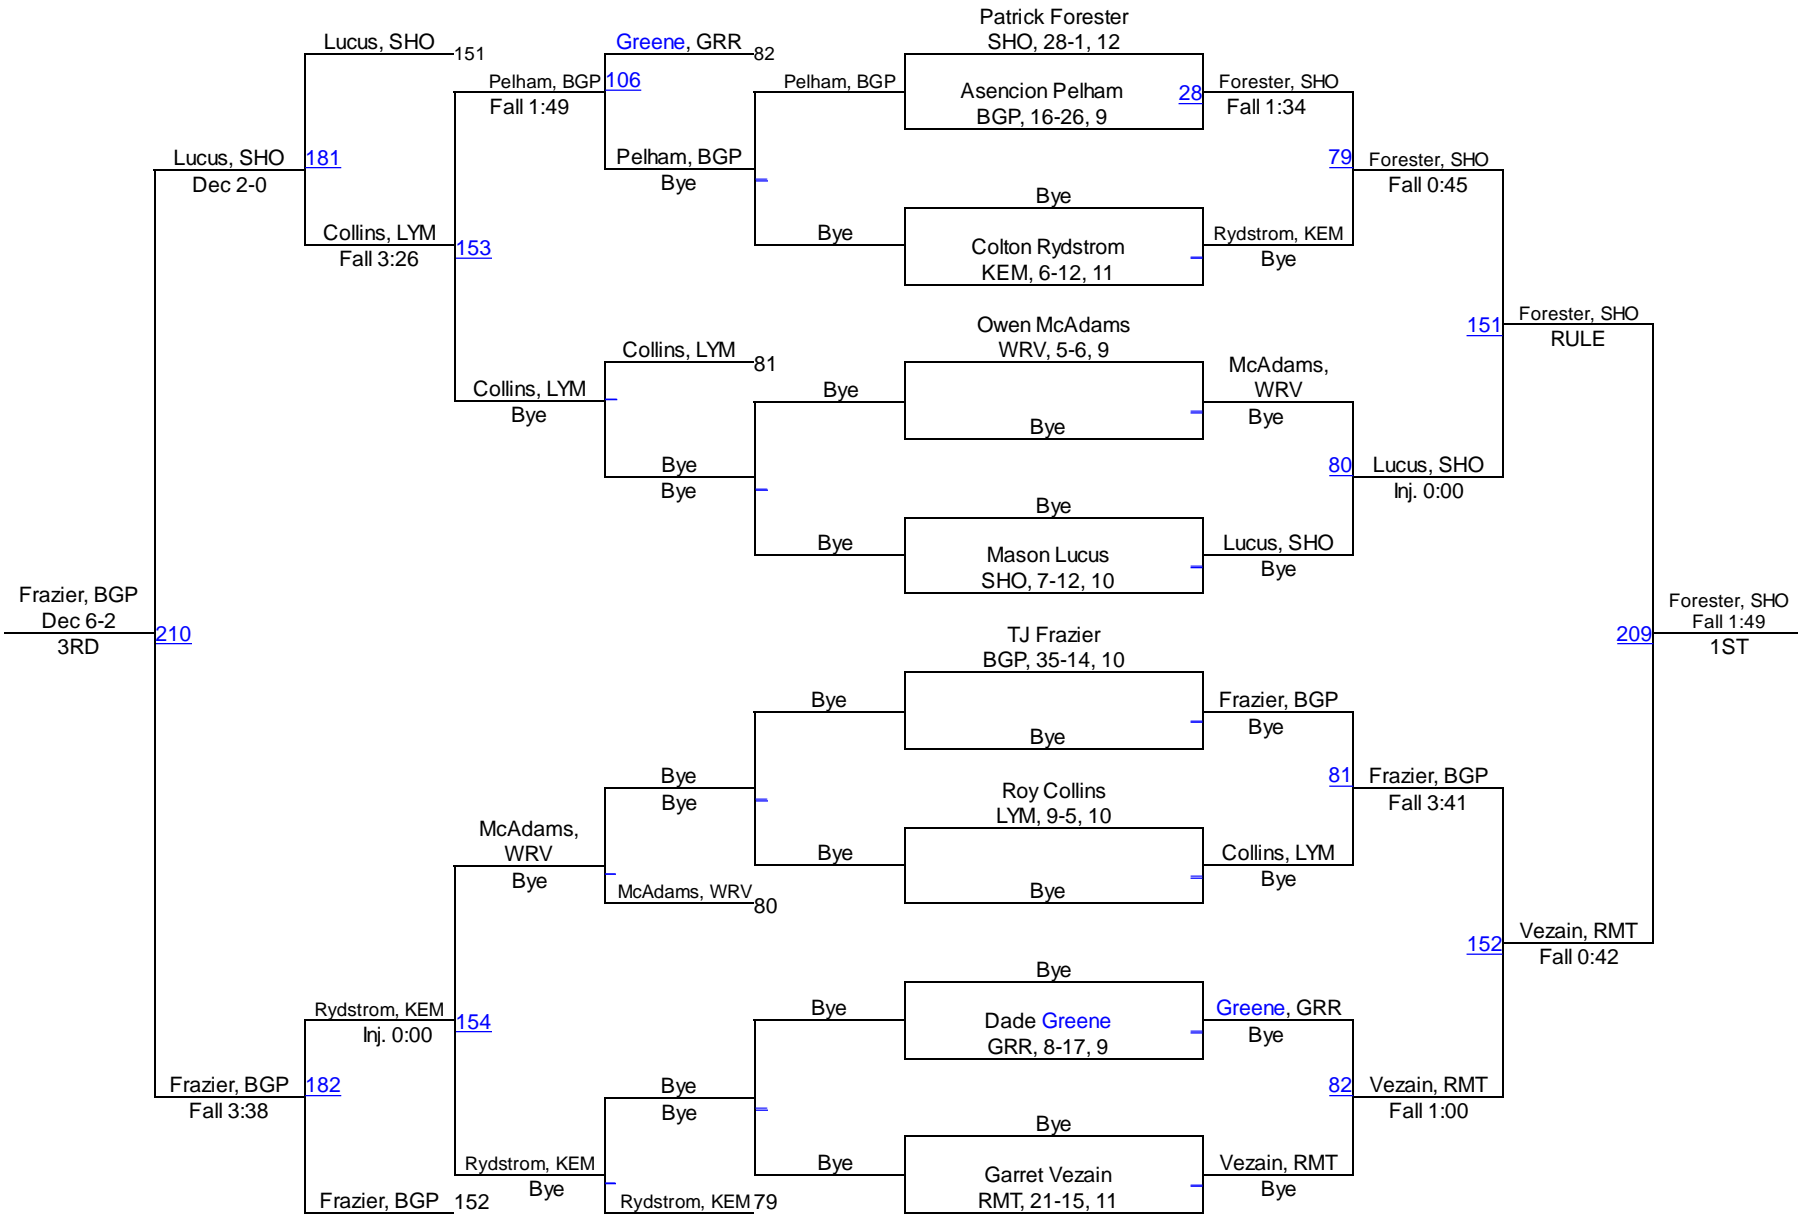 Patrick Forester
SHO, 28-1, 12
Lucus, SHO
151
Greene, GRR
82
Pelham, BGP
106
Fall 1:49
Pelham, BGP
Asencion Pelham
BGP, 16-26, 9
28
Forester, SHO
Fall 1:34
Lucus, SHO
181
Dec 2-0
Pelham, BGP
Bye
79
Forester, SHO
Fall 0:45
Bye
Collins, LYM
153
Fall 3:26
Bye
Colton Rydstrom
KEM, 6-12, 11
Rydstrom, KEM
Bye
Owen McAdams
WRV, 5-6, 9
151
Forester, SHO
RULE
Collins, LYM
81
McAdams,
WRV
Bye
Collins, LYM
Bye
Bye
Bye
Bye
Bye
80
Lucus, SHO
Inj. 0:00
Bye
Bye
Mason Lucus
SHO, 7-12, 10
Lucus, SHO
Bye
Frazier, BGP
Dec 6-2
3RD
210
TJ Frazier
BGP, 35-14, 10
209
Forester, SHO
Fall 1:49
1ST
Bye
Frazier, BGP
Bye
Bye
Bye
Bye
81
Frazier, BGP
Fall 3:41
Roy Collins
LYM, 9-5, 10
McAdams,
WRV
Bye
Bye
Collins, LYM
Bye
Bye
McAdams, WRV
80
152
Vezain, RMT
Fall 0:42
Bye
Rydstrom, KEM
154
Inj. 0:00
Bye
Dade Greene
GRR, 8-17, 9
Greene, GRR
Bye
Frazier, BGP
182
Fall 3:38
Bye
Bye
82
Vezain, RMT
Fall 1:00
Bye
Rydstrom, KEM
Bye
Bye
Garret Vezain
RMT, 21-15, 11
Vezain, RMT
Bye
Frazier, BGP
152
Rydstrom, KEM
79